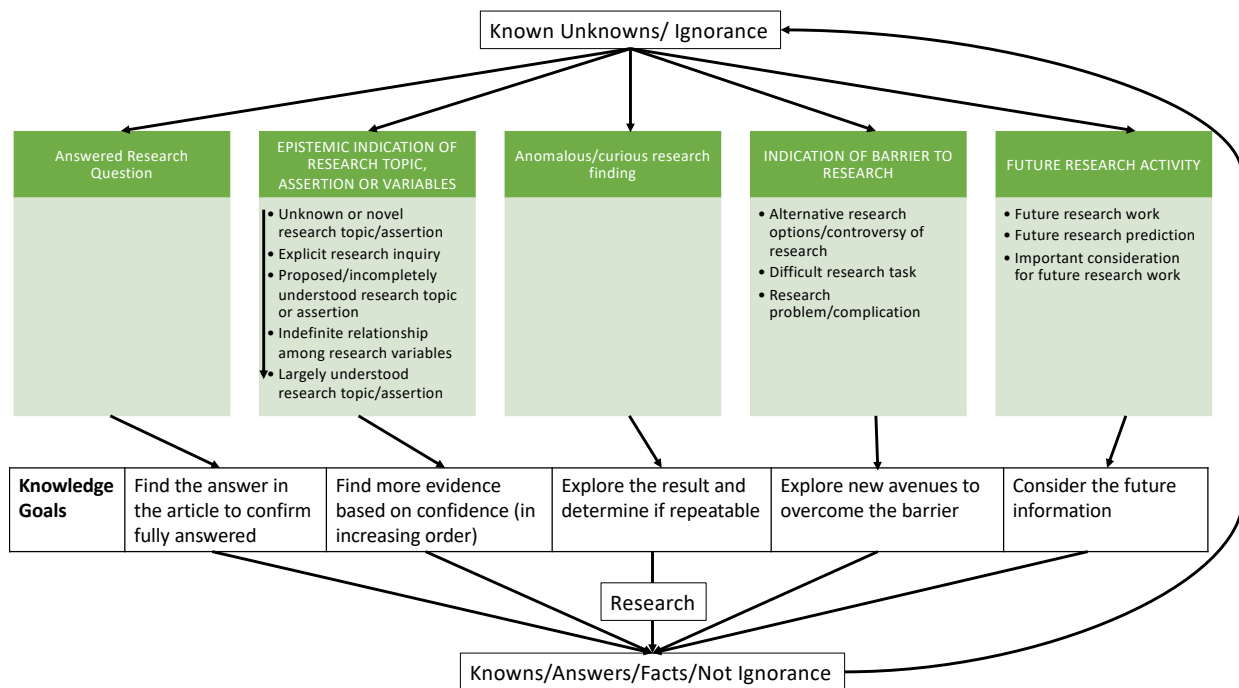 Known Unknowns/ Ignorance
Answered Research
Question
EPISTEMIC INDICATION OF
RESEARCH TOPIC,
ASSERTION OR VARIABLES
• Unknown or novel
research topic/assertion
• Explicit research inquiry
• Proposed/incompletely
understood research topic
or assertion
• Indefinite relationship
among research variables
• Largely understood
research topic/assertion
Anomalous/curious research
finding
INDICATION OF BARRIER TO
RESEARCH
• Alternative research
options/controversy of
research
• Difficult research task
• Research
problem/complication
FUTURE RESEARCH ACTIVITY
• Future research work
• Future research prediction
• Important consideration
for future research work
Knowledge
Goals
Find the answer in
the article to confirm
fully answered
Find more evidence
based on confidence (in
increasing order)
Explore the result and
determine if repeatable
Explore new avenues to
overcome the barrier
Consider the future
information
Research
Knowns/Answers/Facts/Not Ignorance